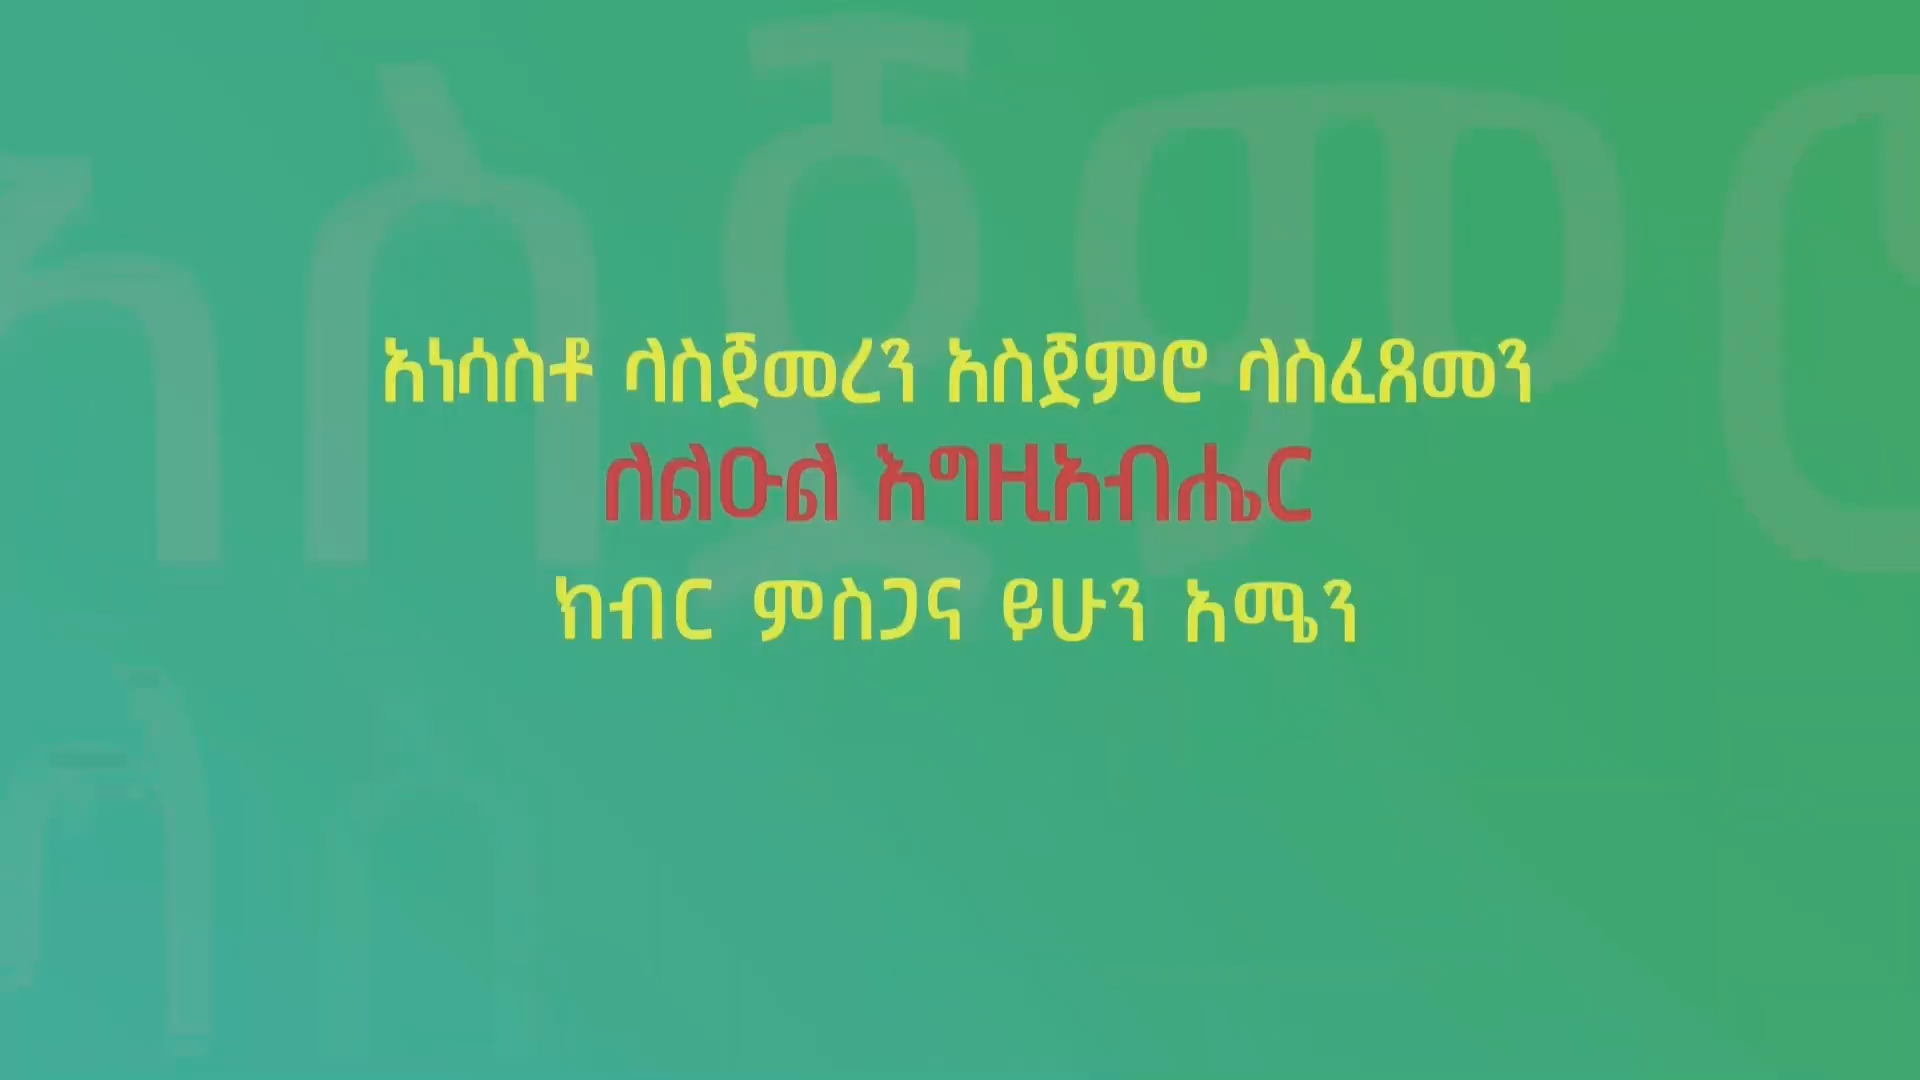 አነሳስቶ ላስጀመረን አስጀምሮ ላስፈጸመን
ለልዑል እግዚአብሔር
ክብር ምስጋና ይሁን አሜን